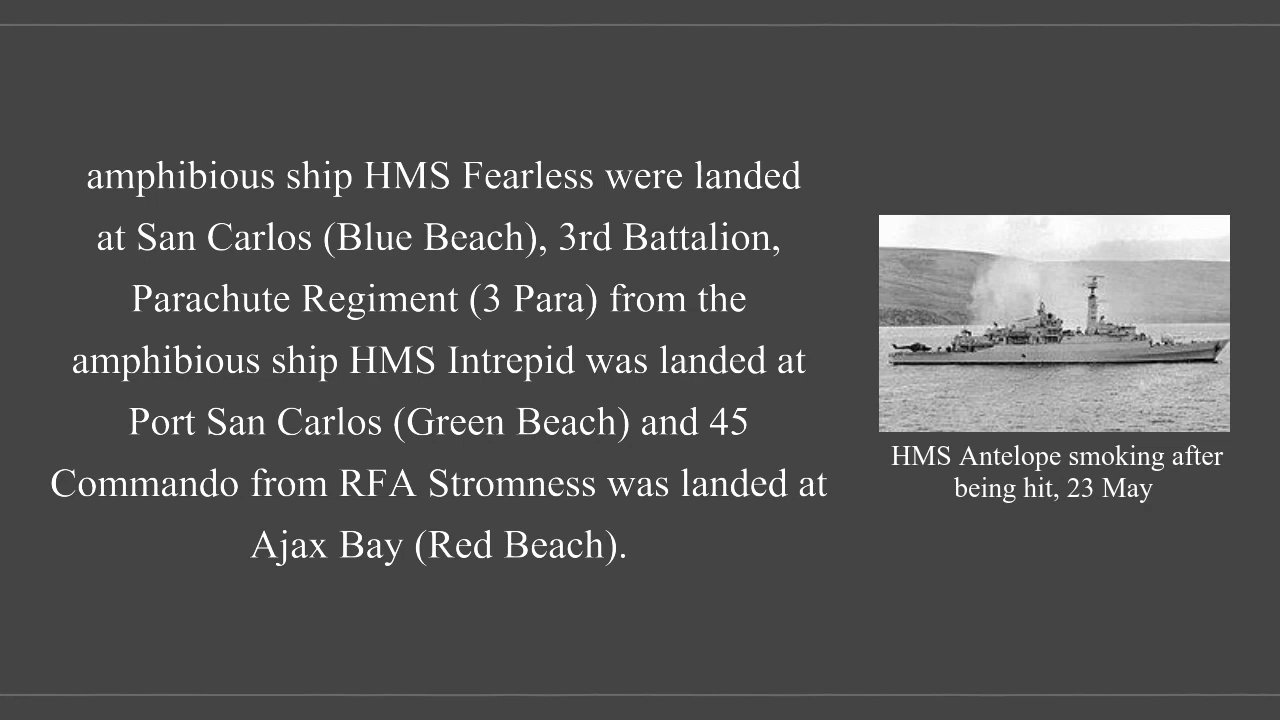 amphibious ship HMS Fearless were landed
at San Carlos (Blue Beach), 3rd Battalion,
Parachute Regiment (3 Para) from the
amphibious ship HMS Intrepid was landed at
Port San Carlos (Green Beach) and 45
Commando from RFA Stromness was landed at
Ajax Bay (Red Beach).
HMS Antelope smoking after
being hit, 23 May